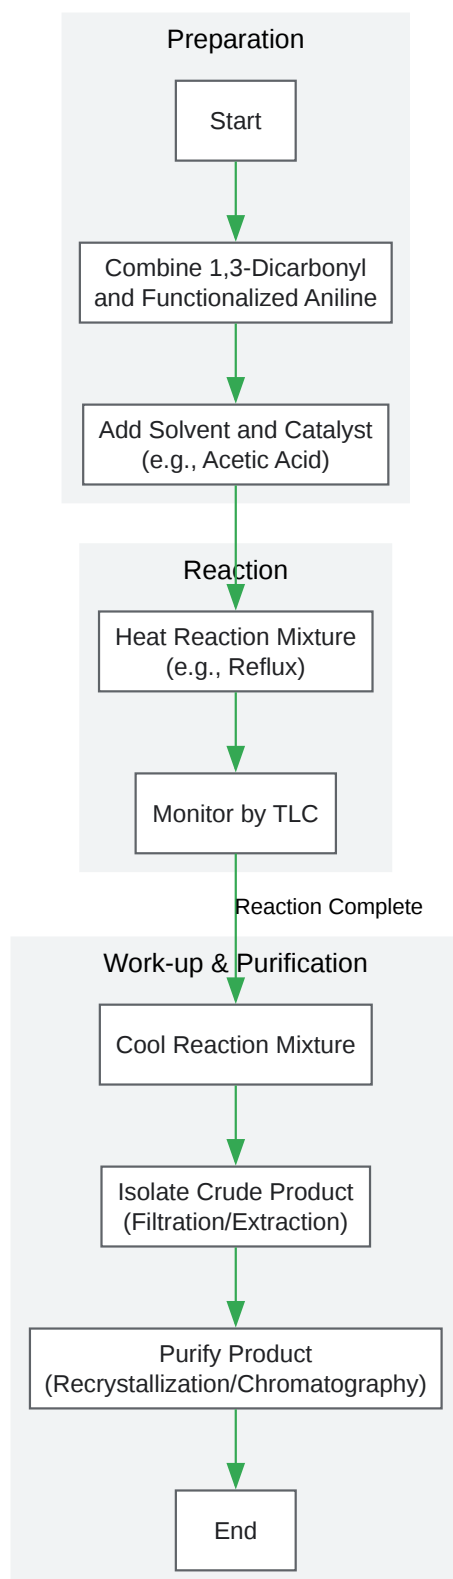 Preparation
Start
Combine 1,3-Dicarbonyl
and Functionalized Aniline
Add Solvent and Catalyst
(e.g., Acetic Acid)
Reaction
Heat Reaction Mixture
(e.g., Reflux)
Monitor by TLC
Reaction Complete
Work-up & Purification
Cool Reaction Mixture
Isolate Crude Product
(Filtration/Extraction)
Purify Product
(Recrystallization/Chromatography)
End